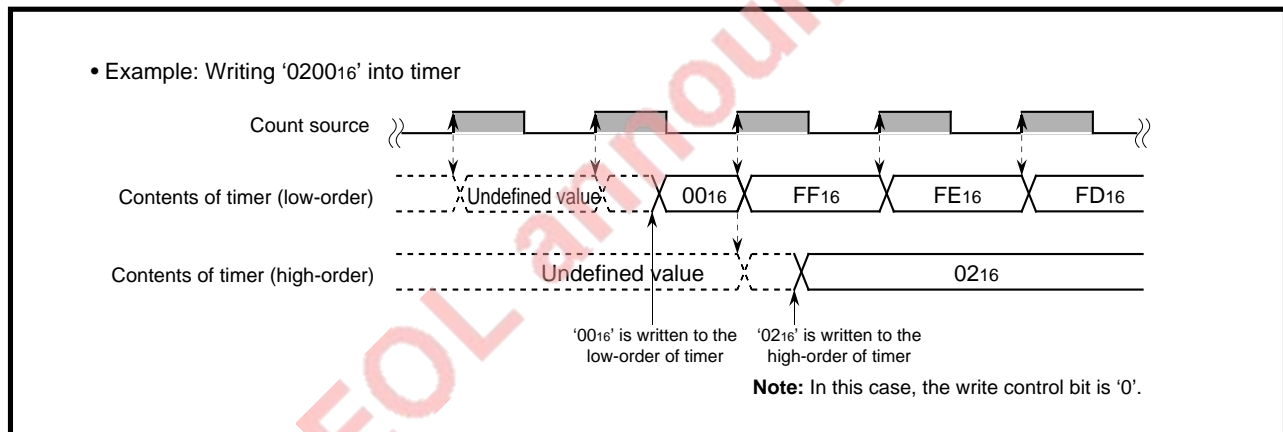 • Example: Writing ‘020016’ into timer
Count source
Contents of timer (low-order) Undefined value 0016 FF16 FE16 FD16
Contents of timer (high-order) Undefined value 0216
‘0016’ is written to the ‘0216’ is written to the
low-order of timer high-order of timer
Note: In this case, the write control bit is ‘0’.
EOL announ